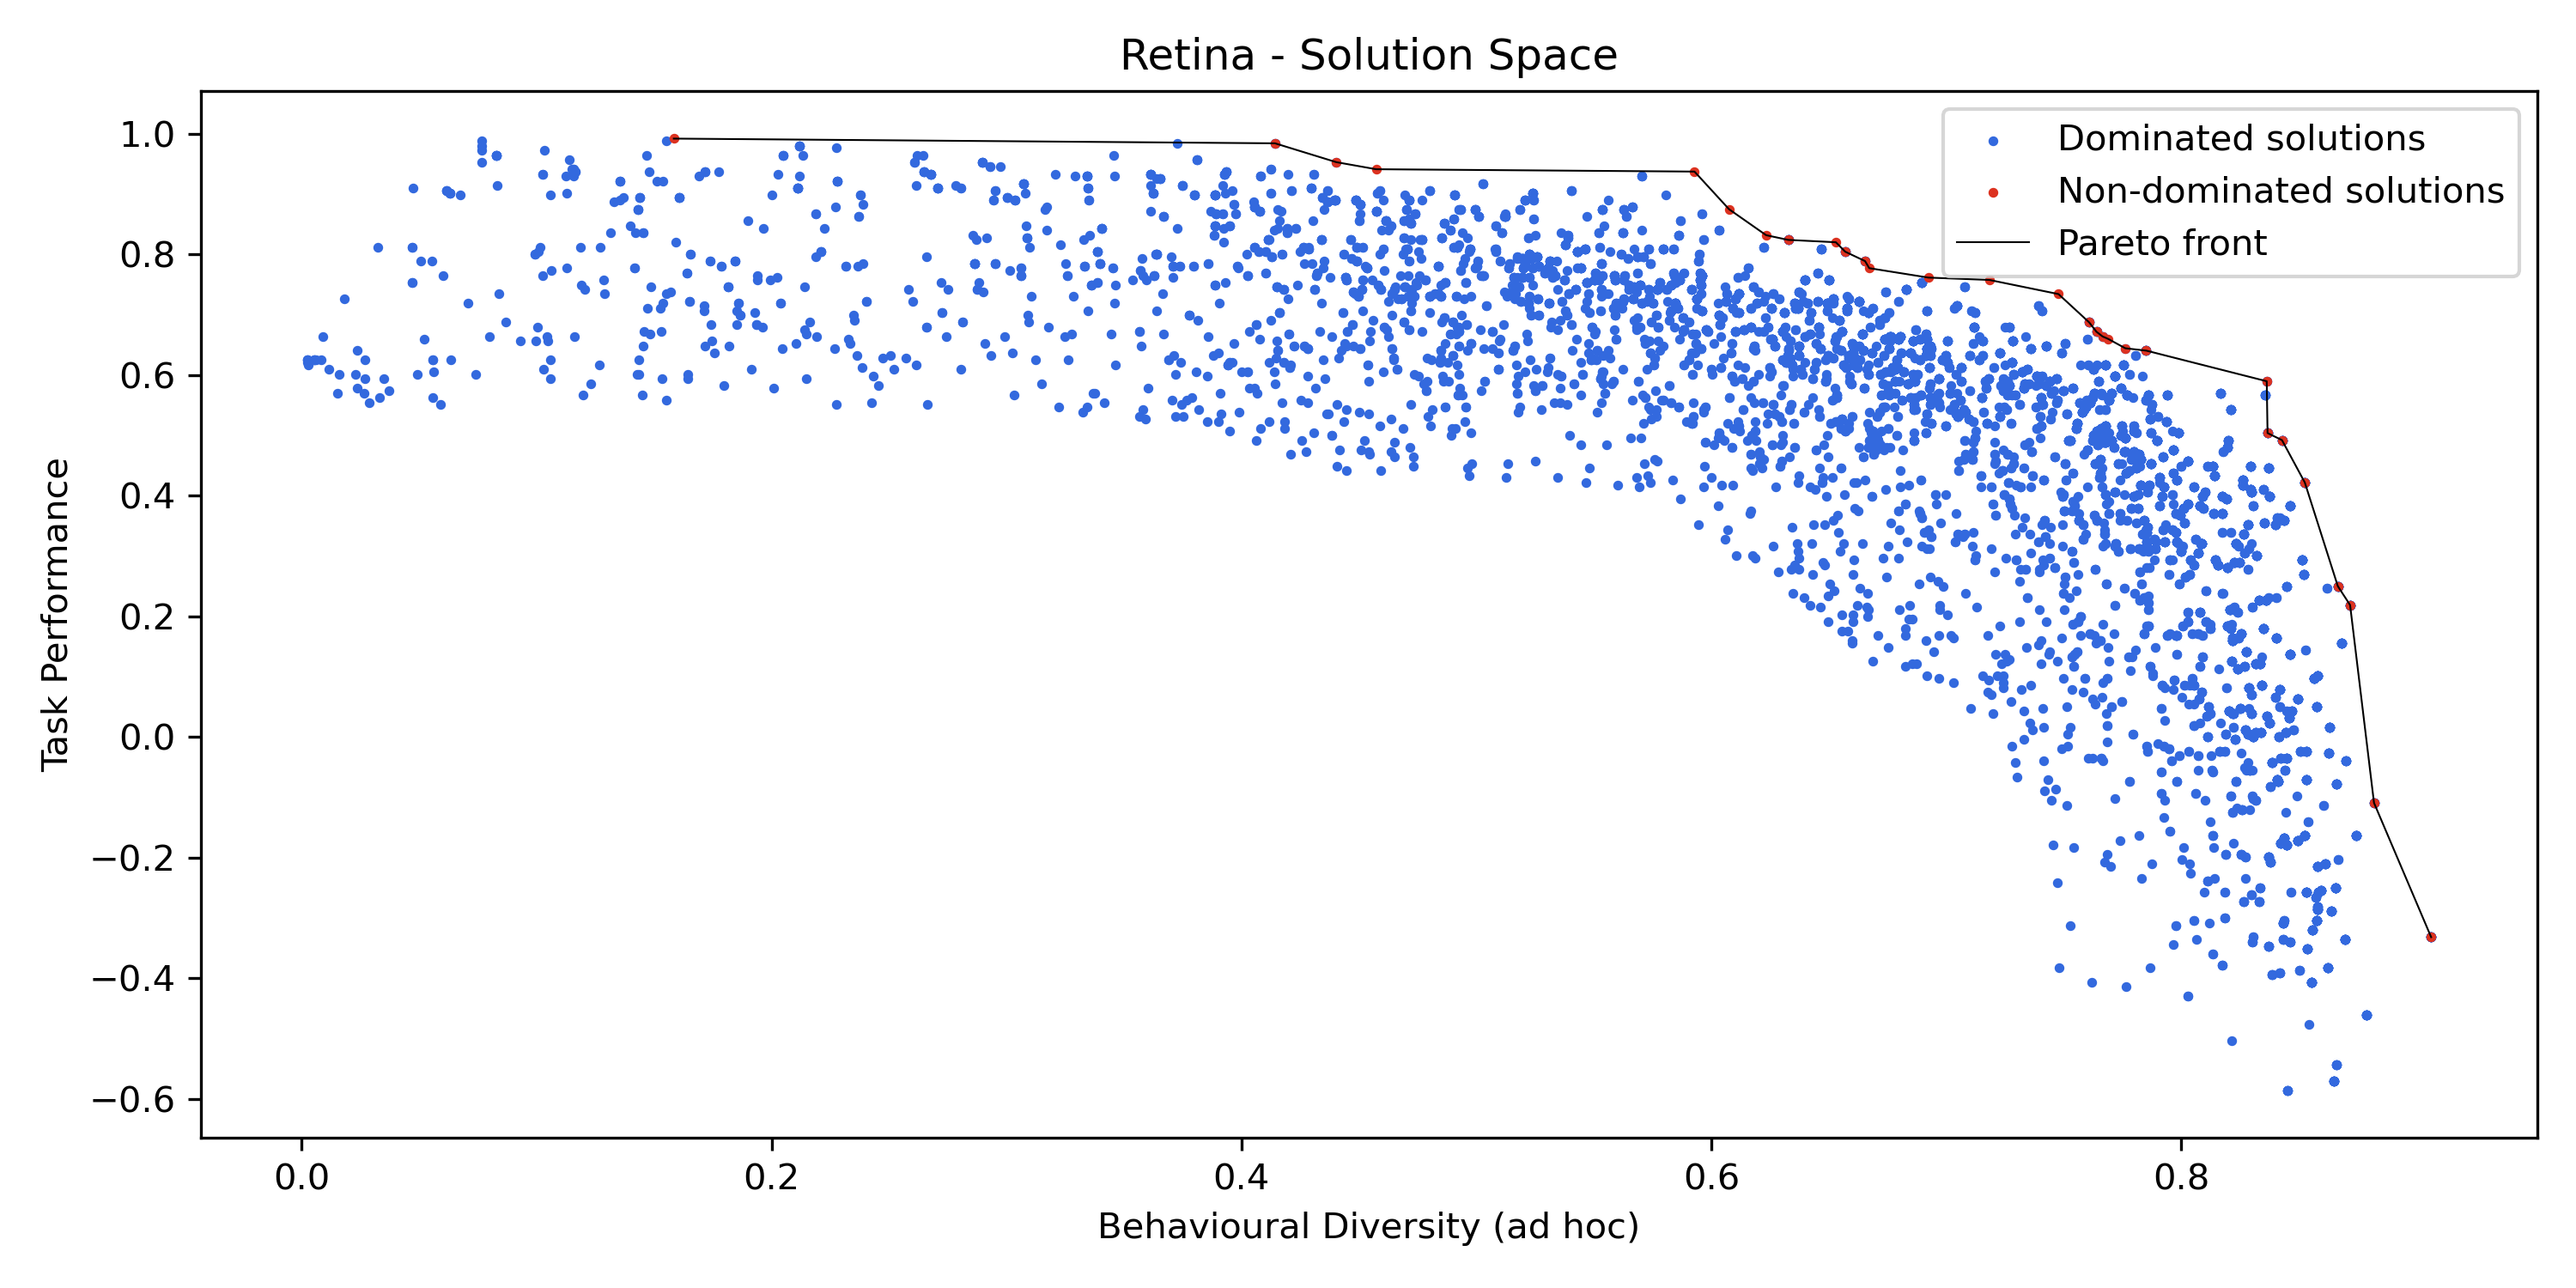 Retina - Solution Space
Dominated solutions
Non-dominated solutions
Pareto front
Task Performance
1.0
0.8
0.6
0.4
0.2
0.0
−0.2
−0.4
−0.6
0.0 0.2 0.4 0.6 0.8
Behavioural Diversity (ad hoc)